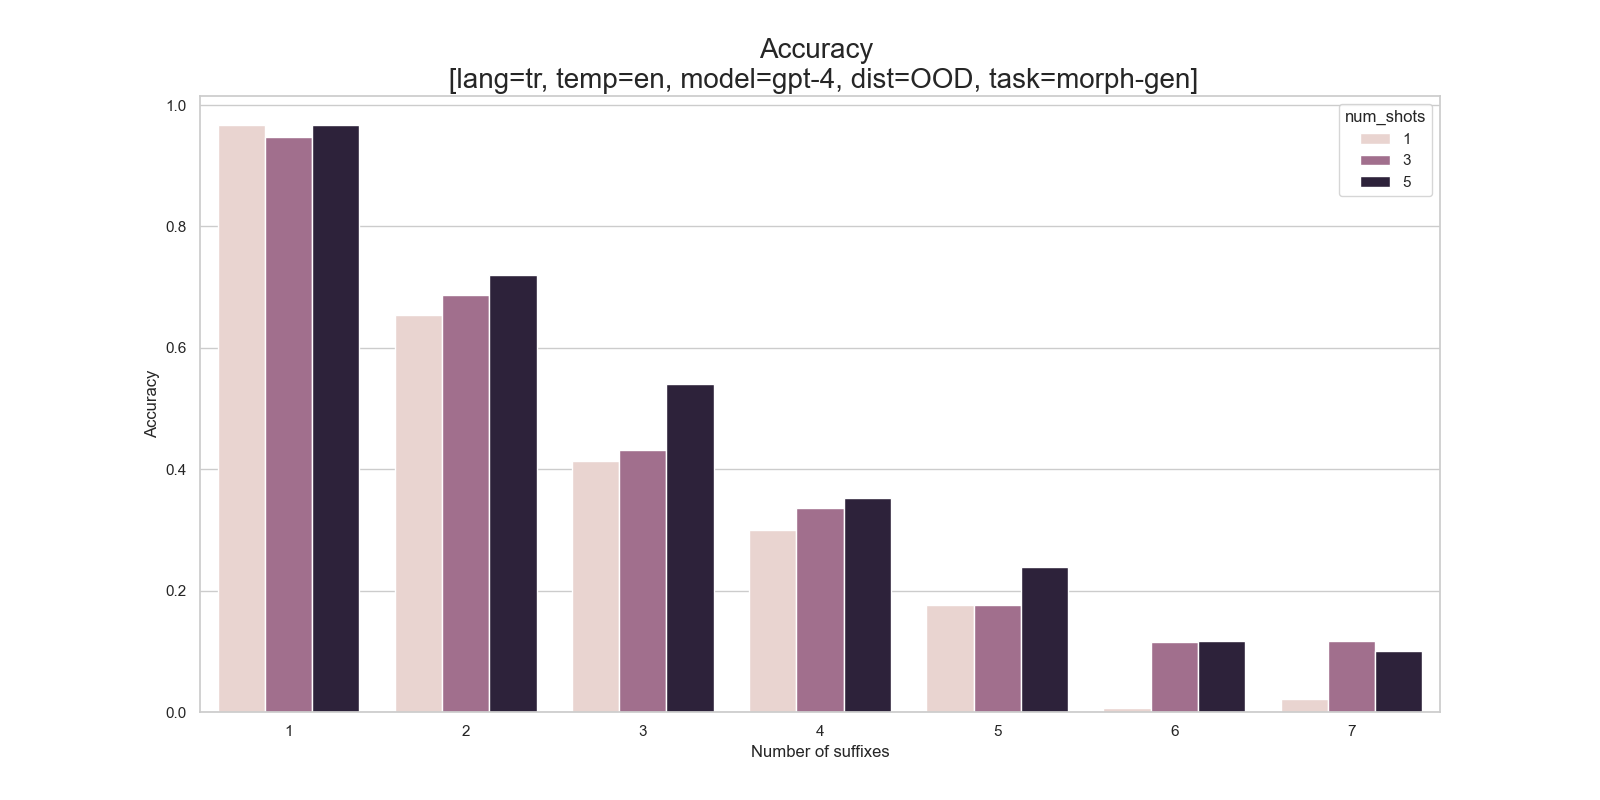 Accuracy
[lang=tr, temp=en, model=gpt-4, dist=OOD, task=morph-gen]
num_shots
1
3
5
Accuracy
1.0
0.8
0.6
0.4
0.2
0.0
1 2 3 4 5 6 7
Number of suffixes